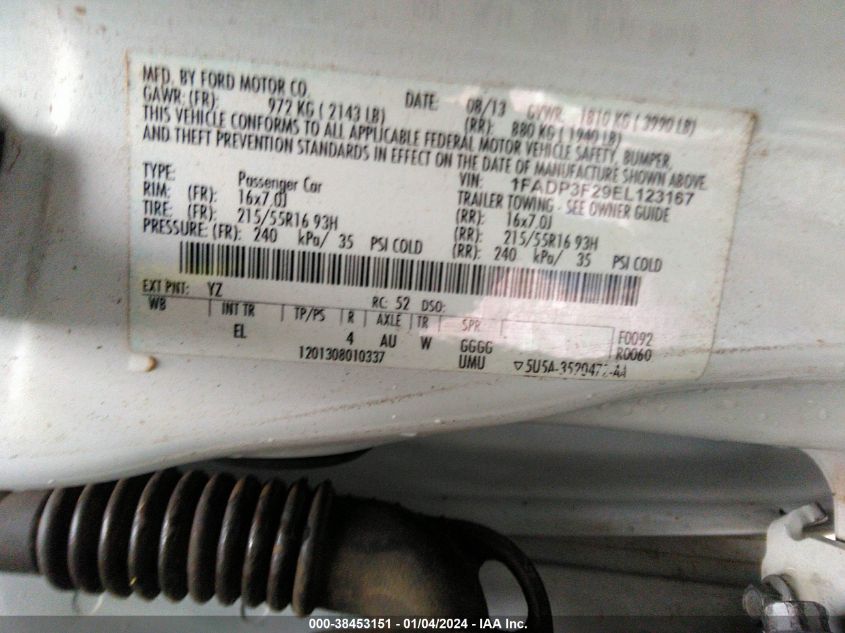 MFD. BY FORD MOTOR CO.
DATE: 08/13 GVWR: 1810 KG ( 3990 LB)
GAWR: (FR): 972 KG ( 2143 LB) (RR): 880 KG ( 1940 LB)
THIS VEHICLE CONFORMS TO ALL APPLICABLE FEDERAL MOTOR VEHICLE SAFETY, BUMPER,
AND THEFT PREVENTION STANDARDS IN EFFECT ON THE DATE OF MANUFACTURE SHOWN ABOVE.
VIN: 1FADP3F29EL123167
TYPE: Passenger Car TRAILER TOWING - SEE OWNER GUIDE
RIM: (FR): 16x7.0J (RR): 16x7.0J
TIRE: (FR): 215/55R16 93H (RR): 215/55R16 93H
PRESSURE: (FR): 240 kPa/ 35 PSI COLD (RR): 240 kPa/ 35 PSI COLD
EXT PNT: YZ RC: 52 DSO:
WB INT TR TP/PS R AXLE TR SPR F0092
EL 4 AU W GGGG R0060
1201308010337 UMU ▽5U5A-3520472-AA
000-38453151 - 01/04/2024 - IAA Inc.